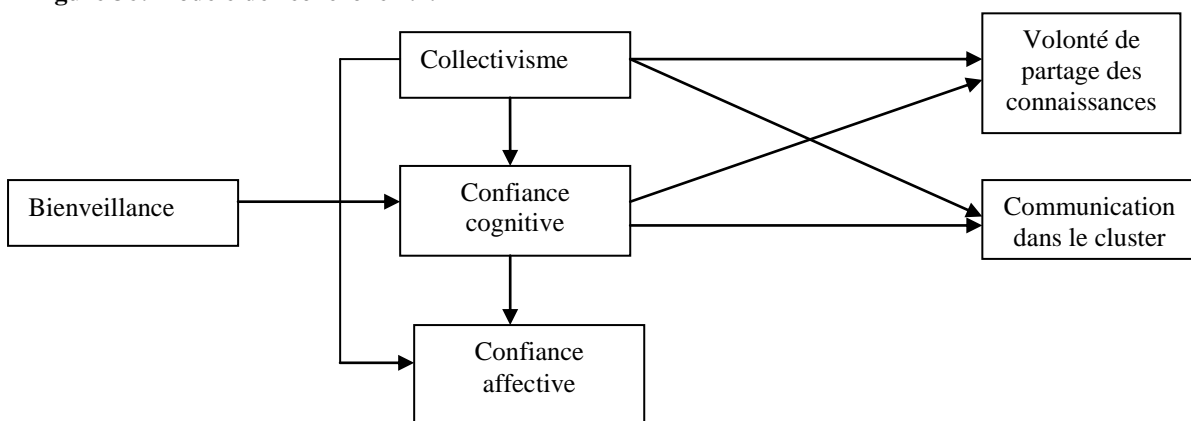 Collectivisme
Volonté de
partage des
connaissances
Bienveillance
Confiance
cognitive
Communication
dans le cluster
Confiance
affective